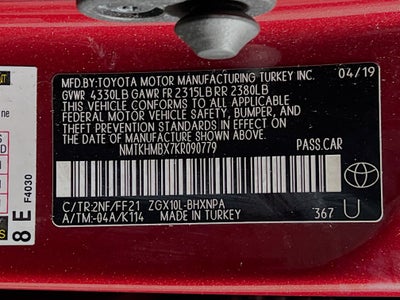 MFD.BY:TOYOTA MOTOR MANUFACTURING TURKEY INC. 04/19
GVWR 4330LB GAWR FR 2315LB RR 2380LB
THIS VEHICLE CONFORMS TO ALL APPLICABLE
FEDERAL MOTOR VEHICLE SAFETY, BUMPER, AND
THEFT PREVENTION STANDARDS IN EFFECT ON THE
DATE OF MANUFACTURE SHOWN ABOVE.
NMTKHMBX7KR090779 PASS.CAR
C/TR:2NF/FF21 ZGX10L-BHXNPA
A/TM:-04A/K114 MADE IN TURKEY 367 U
8 E
F4030